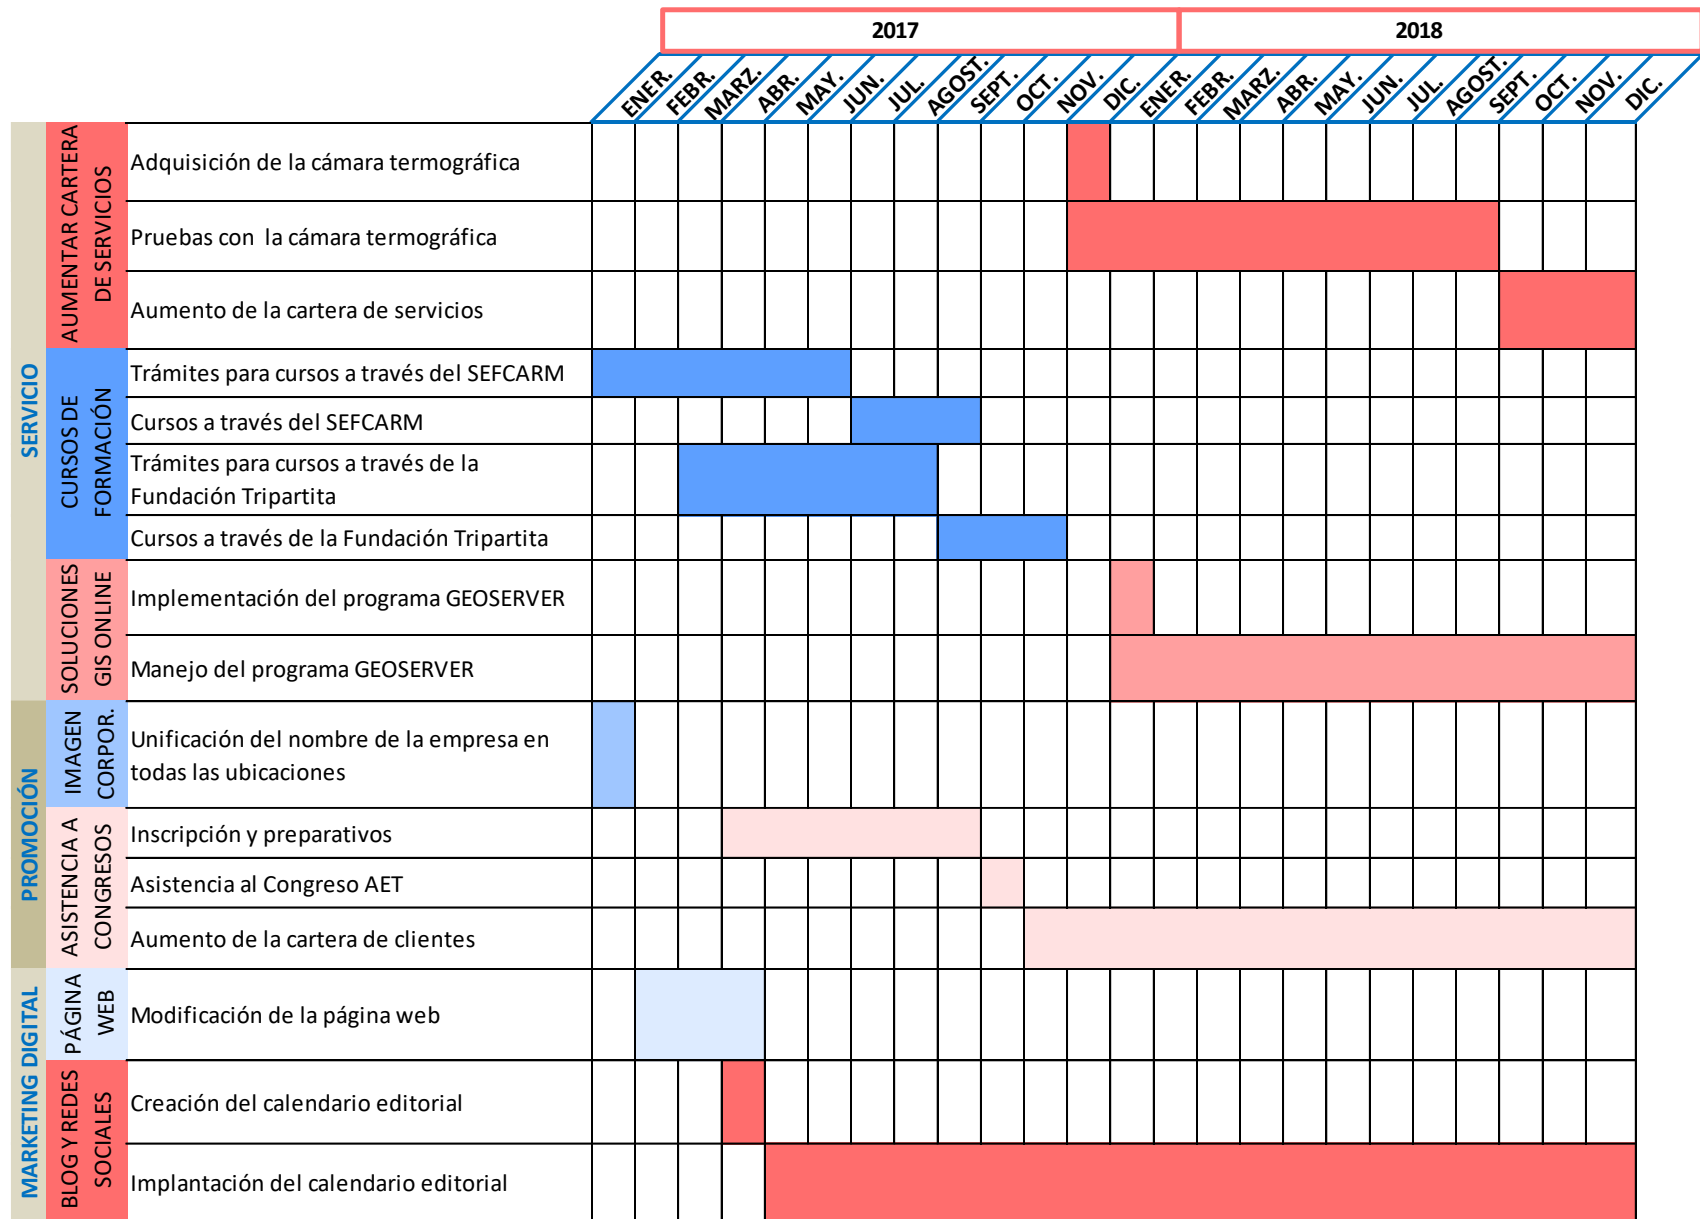 2017
2018
ENER.
FEBR.
MARZ.
ABR.
MAY.
JUN.
JUL.
AGOST.
SEPT.
OCT.
NOV.
DIC.
ENER.
FEBR.
MARZ.
ABR.
MAY.
JUN.
JUL.
AGOST.
SEPT.
OCT.
NOV.
DIC.
SERVICIO
AUMENTAR CARTERA
DE SERVICIOS
Adquisición de la cámara termográfica
Pruebas con  la cámara termográfica
Aumento de la cartera de servicios
CURSOS DE
FORMACIÓN
Trámites para cursos a través del SEFCARM
Cursos a través del SEFCARM
Trámites para cursos a través de la
Fundación Tripartita
Cursos a través de la Fundación Tripartita
SOLUCIONES
GIS ONLINE
Implementación del programa GEOSERVER
Manejo del programa GEOSERVER
PROMOCIÓN
IMAGEN
CORPOR.
Unificación del nombre de la empresa en
todas las ubicaciones
ASISTENCIA A
CONGRESOS
Inscripción y preparativos
Asistencia al Congreso AET
Aumento de la cartera de clientes
MARKETING DIGITAL
PÁGINA
WEB
Modificación de la página web
BLOG Y REDES
SOCIALES
Creación del calendario editorial
Implantación del calendario editorial